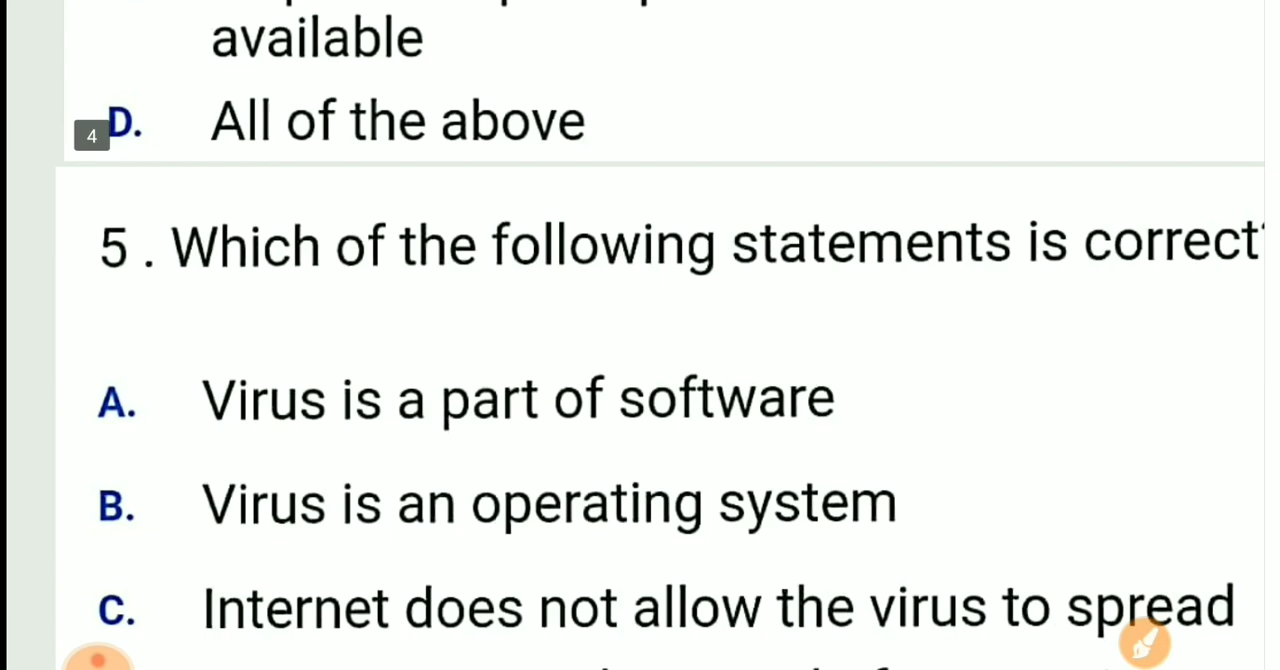 available
D. All of the above
4
5 . Which of the following statements is correct
A. Virus is a part of software
B. Virus is an operating system
C. Internet does not allow the virus to spread